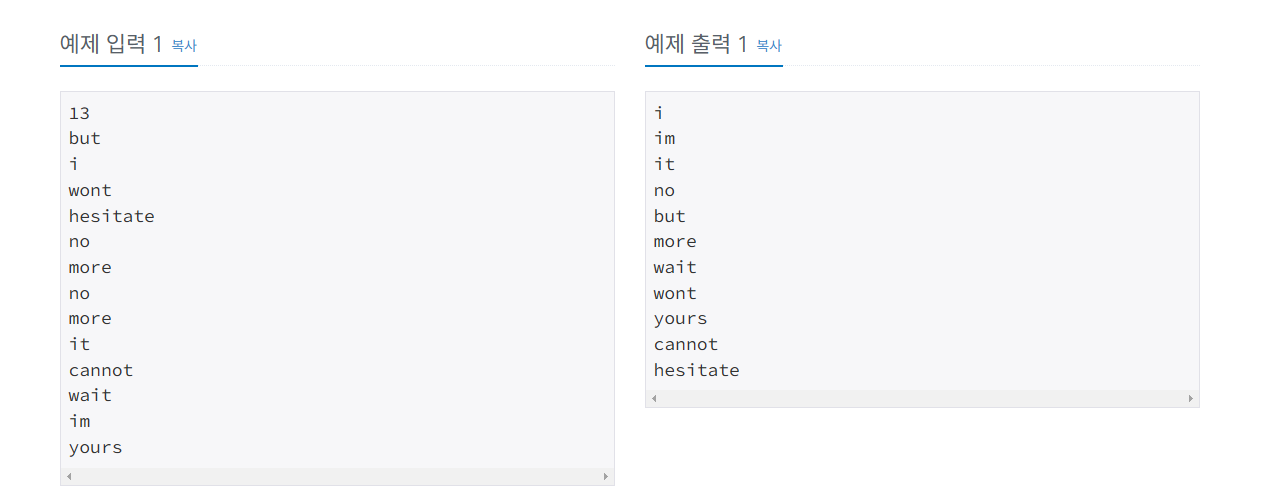 예제 입력 1 복사
13
but
i
wont
hesitate
no
more
no
more
it
cannot
wait
im
yours
예제 출력 1 복사
i
im
it
no
but
more
wait
wont
yours
cannot
hesitate